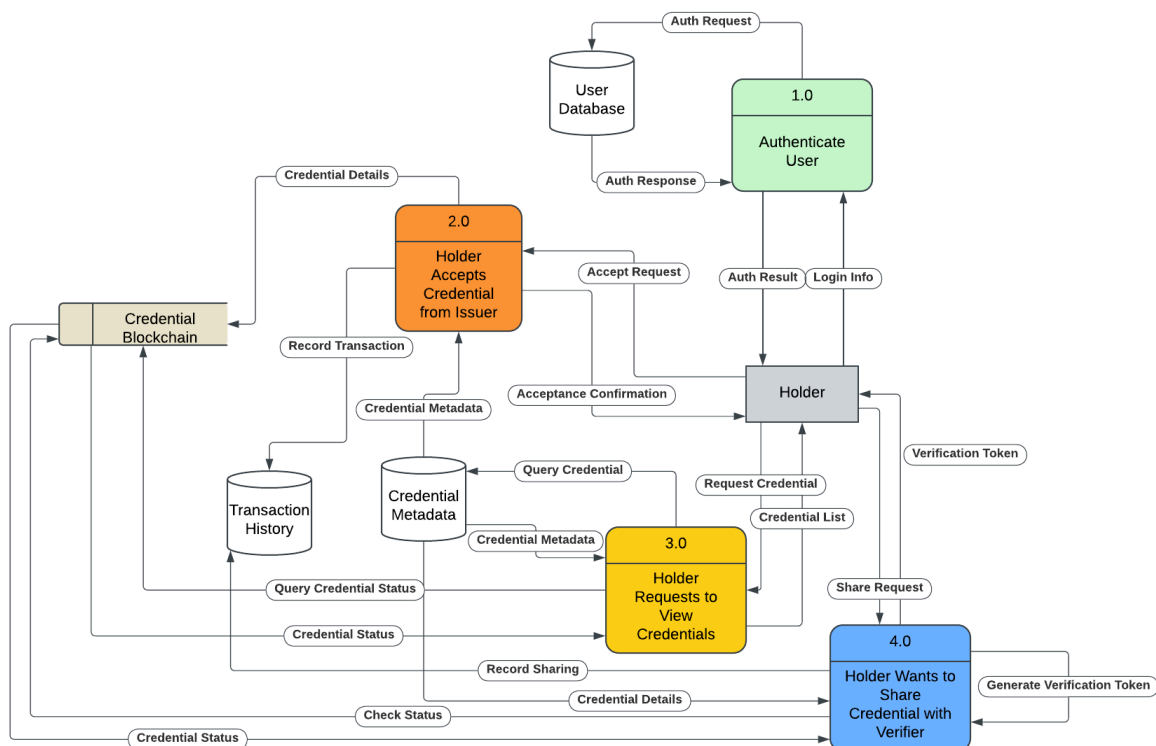 Auth Request
User
Database
1.0
Authenticate
User
Auth Response
Credential Details
2.0
Holder
Accepts
Credential
from Issuer
Accept Request
Auth Result
Login Info
Credential
Blockchain
Record Transaction
Acceptance Confirmation
Holder
Credential Metadata
Verification Token
Query Credential
Request Credential
Transaction
History
Credential
Metadata
Credential List
Credential Metadata
3.0
Holder
Requests to
View
Credentials
Query Credential Status
Share Request
Credential Status
4.0
Holder Wants to
Share
Credential with
Verifier
Record Sharing
Generate Verification Token
Credential Details
Check Status
Credential Status